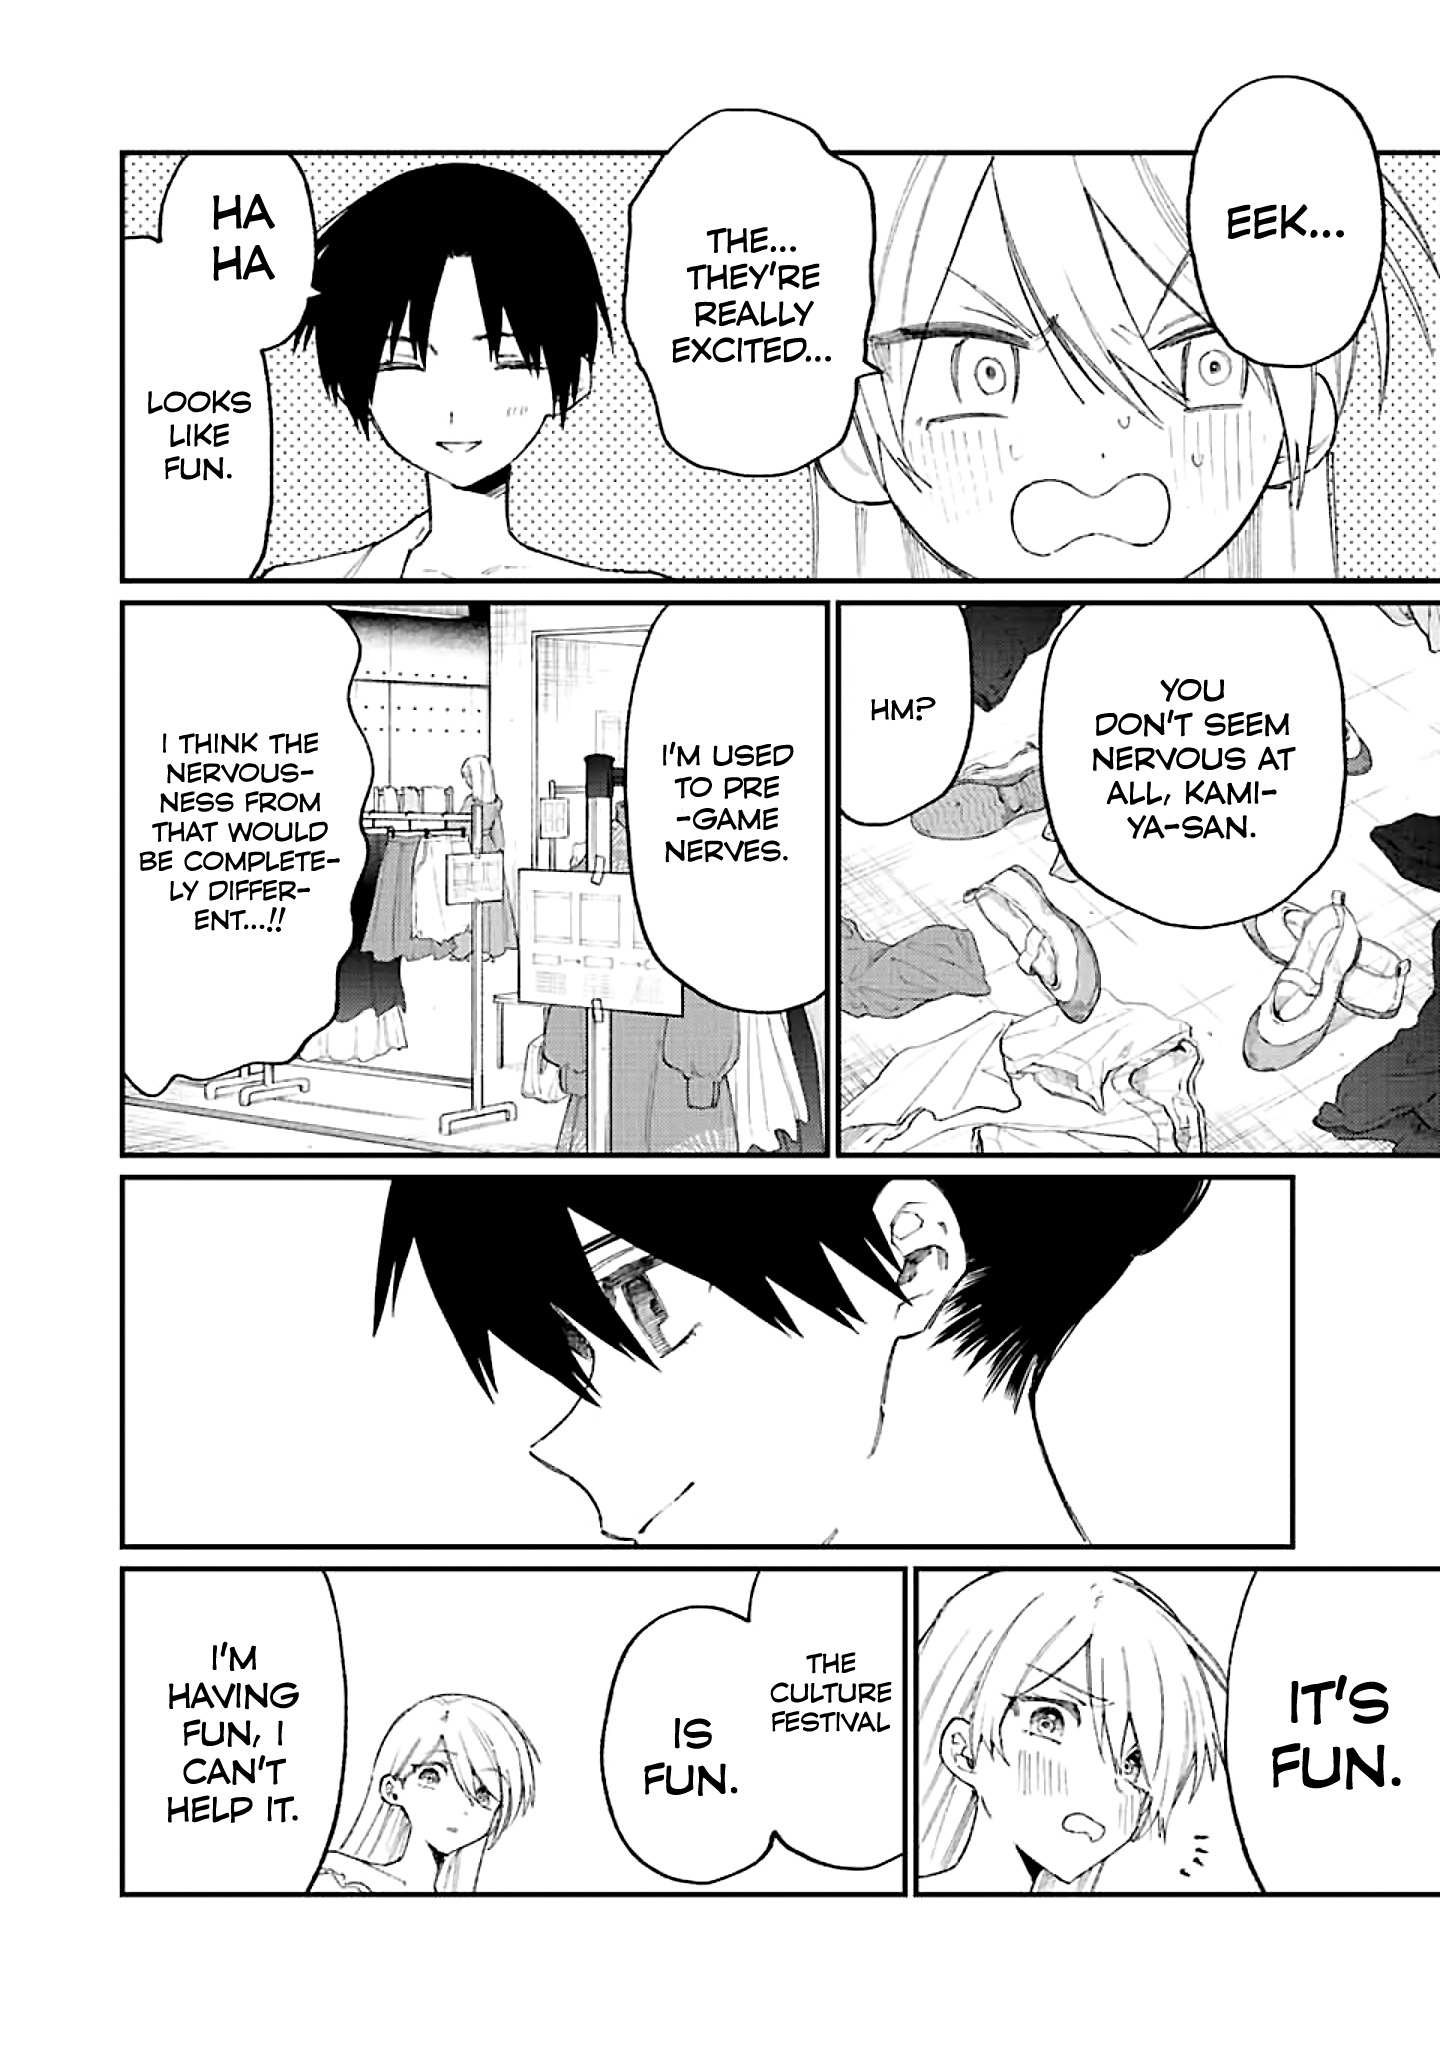 EEK...
THE...
THEY'RE
REALLY
EXCITED...
HA
HA
LOOKS
LIKE
FUN.
YOU
DON'T SEEM
NERVOUS AT
ALL, KAMI-
YA-SAN.
HM?
I'M USED
TO PRE
-GAME
NERVES.
I THINK THE
NERVOUS-
NESS FROM
THAT WOULD
BE COMPLETE-
LY DIFFER-
ENT...!!
IT'S
FUN.
THE
CULTURE
FESTIVAL
IS
FUN.
I'M
HAVING
FUN, I
CAN'T
HELP IT.